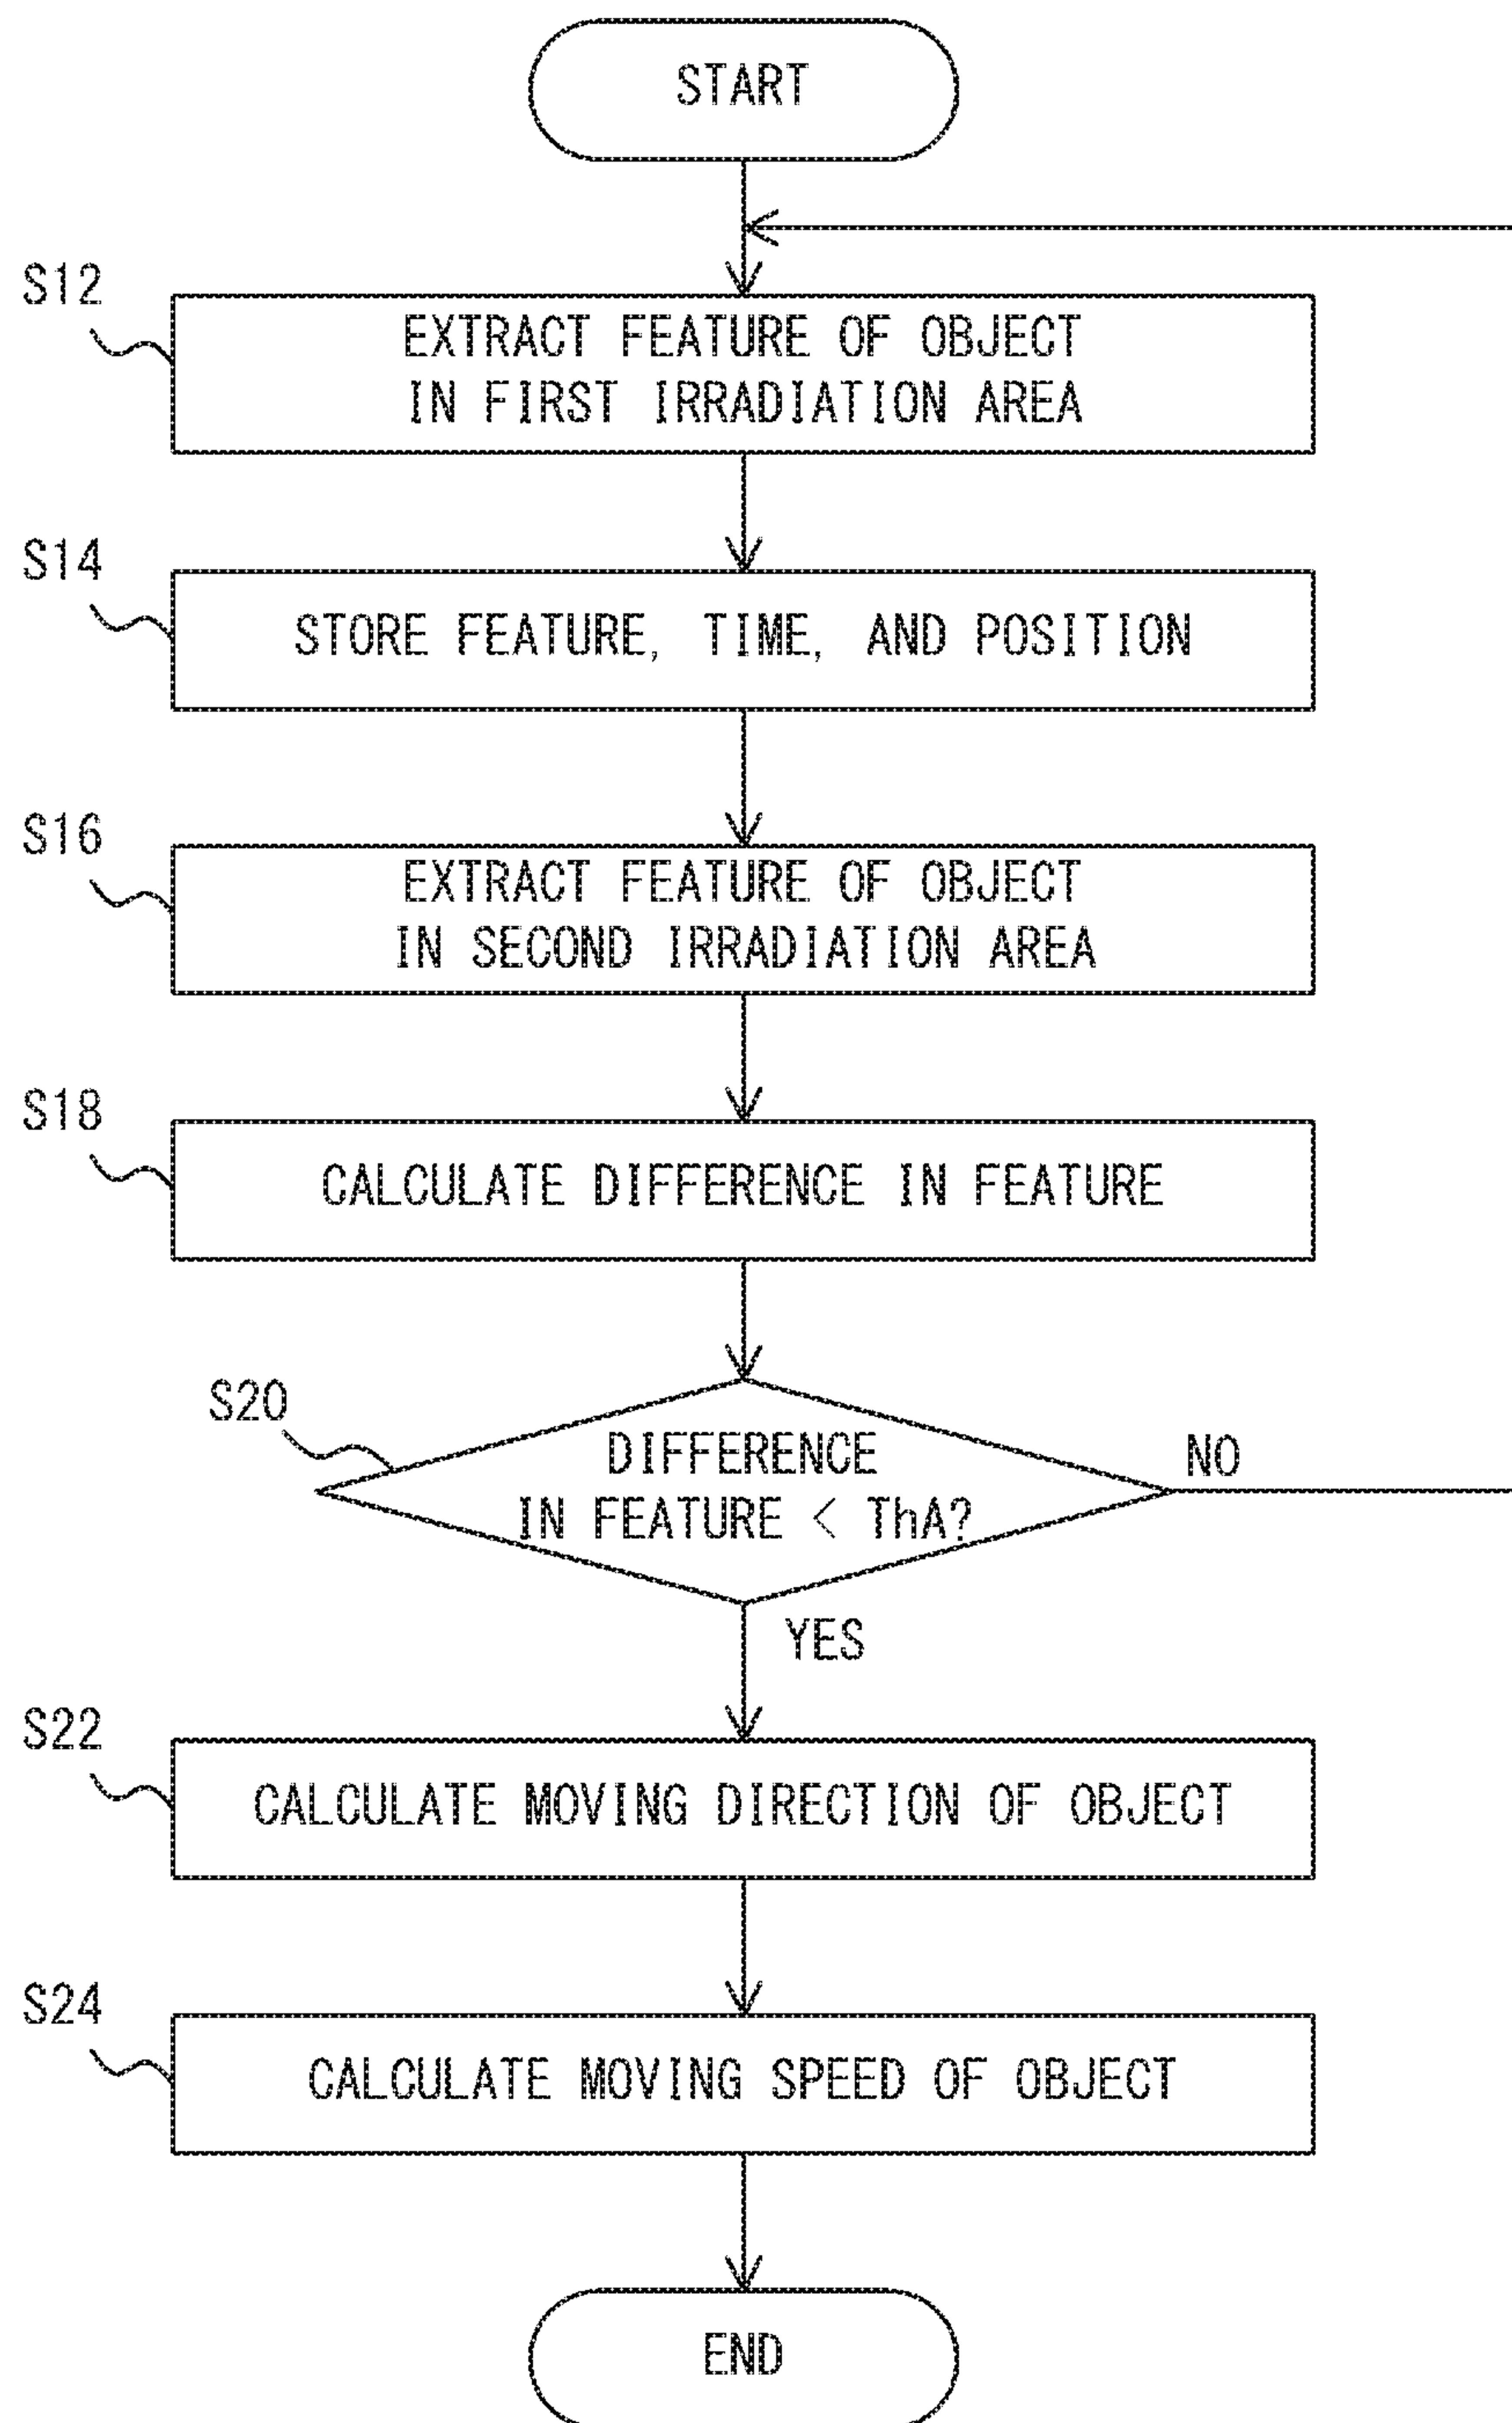 START
S12
EXTRACT FEATURE OF OBJECT
IN FIRST IRRADIATION AREA
S14
STORE FEATURE, TIME, AND POSITION
S16
EXTRACT FEATURE OF OBJECT
IN SECOND IRRADIATION AREA
S18
CALCULATE DIFFERENCE IN FEATURE
S20
DIFFERENCE
IN FEATURE < ThA?
NO
YES
S22
CALCULATE MOVING DIRECTION OF OBJECT
S24
CALCULATE MOVING SPEED OF OBJECT
END